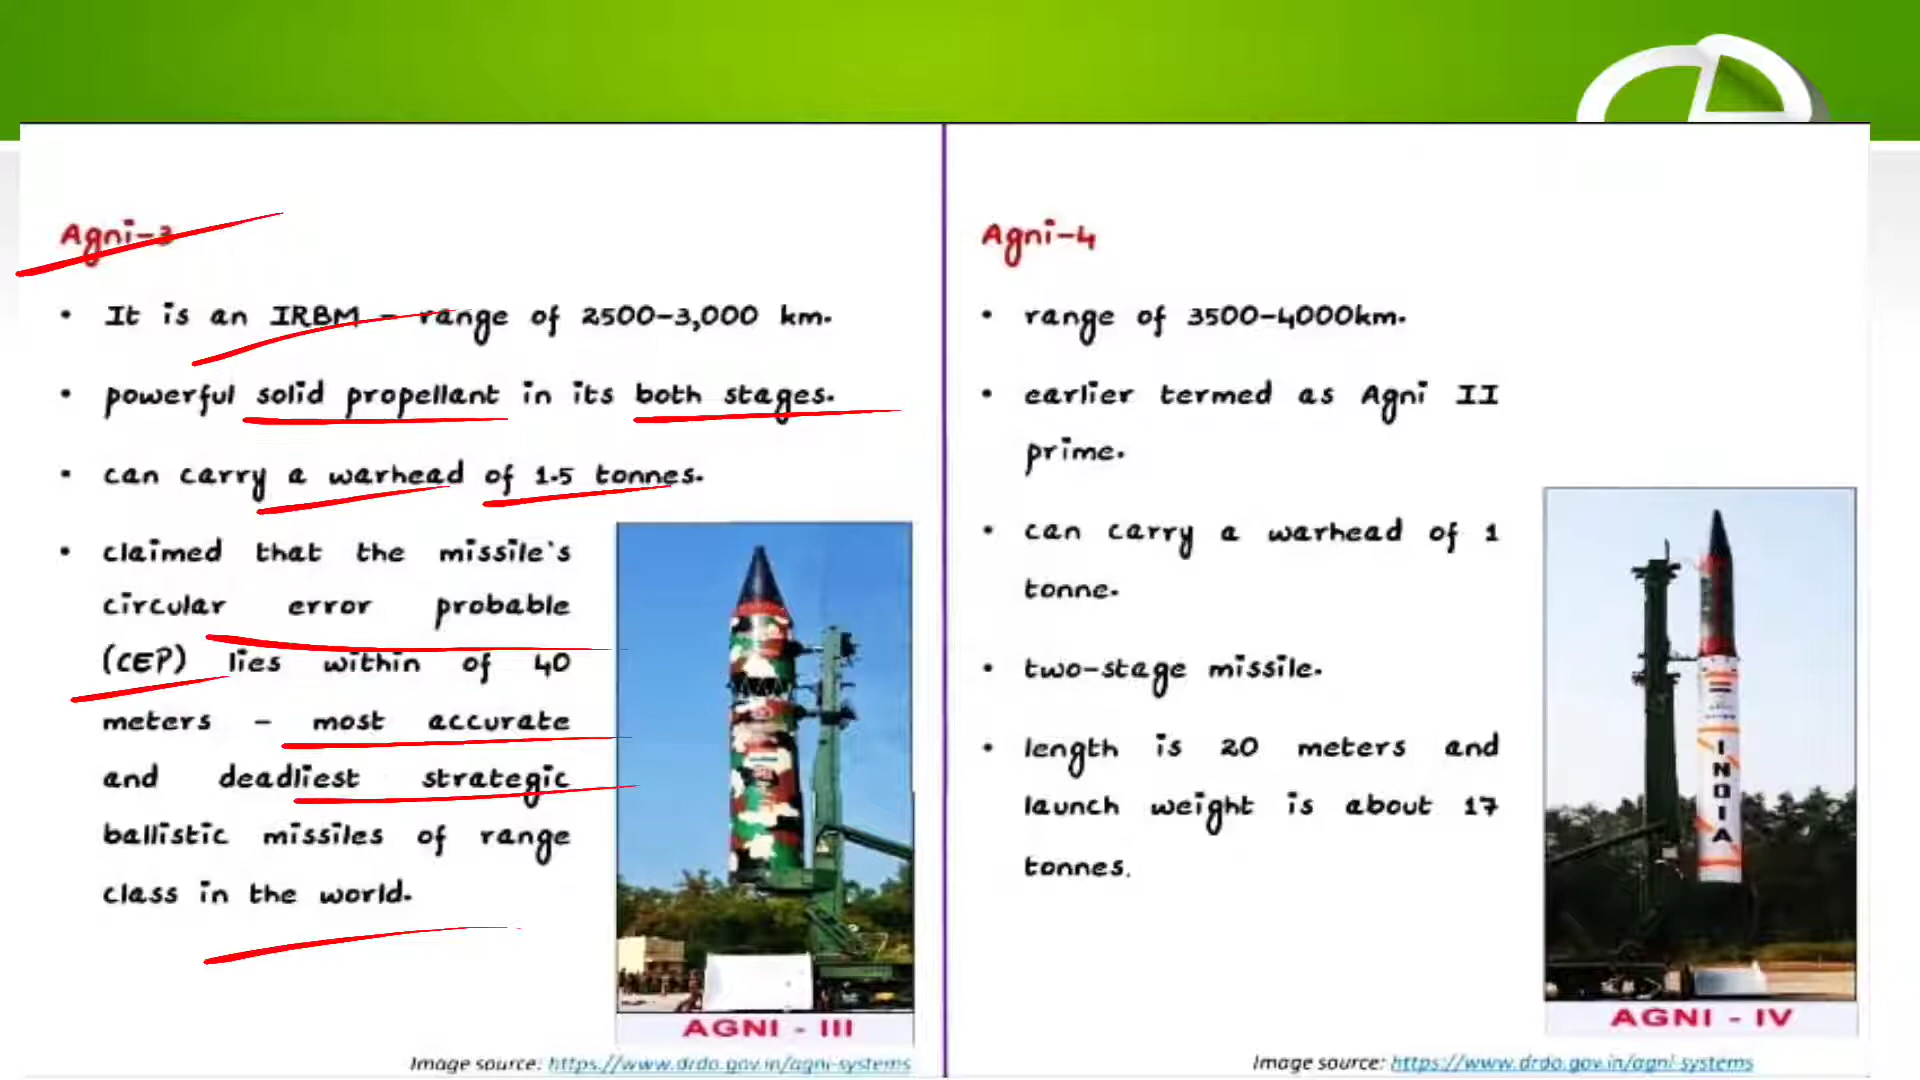 Agni-3
• It is an IRBM - range of 2500-3,000 km.
• powerful solid propellant in its both stages.
• can carry a warhead of 1.5 tonnes.
• claimed that the missile's
circular error probable
(CEP) lies within of 40
meters - most accurate
and deadliest strategic
ballistic missiles of range
class in the world.
AGNI - III
Image source: https://www.drdo.gov.in/agni-systems
Agni-4
• range of 3500-4000km.
• earlier termed as Agni II
prime.
• can carry a warhead of 1
tonne.
• two-stage missile.
• length is 20 meters and
launch weight is about 17
tonnes.
INDIA
AGNI - IV
Image source: https://www.drdo.gov.in/agni-systems